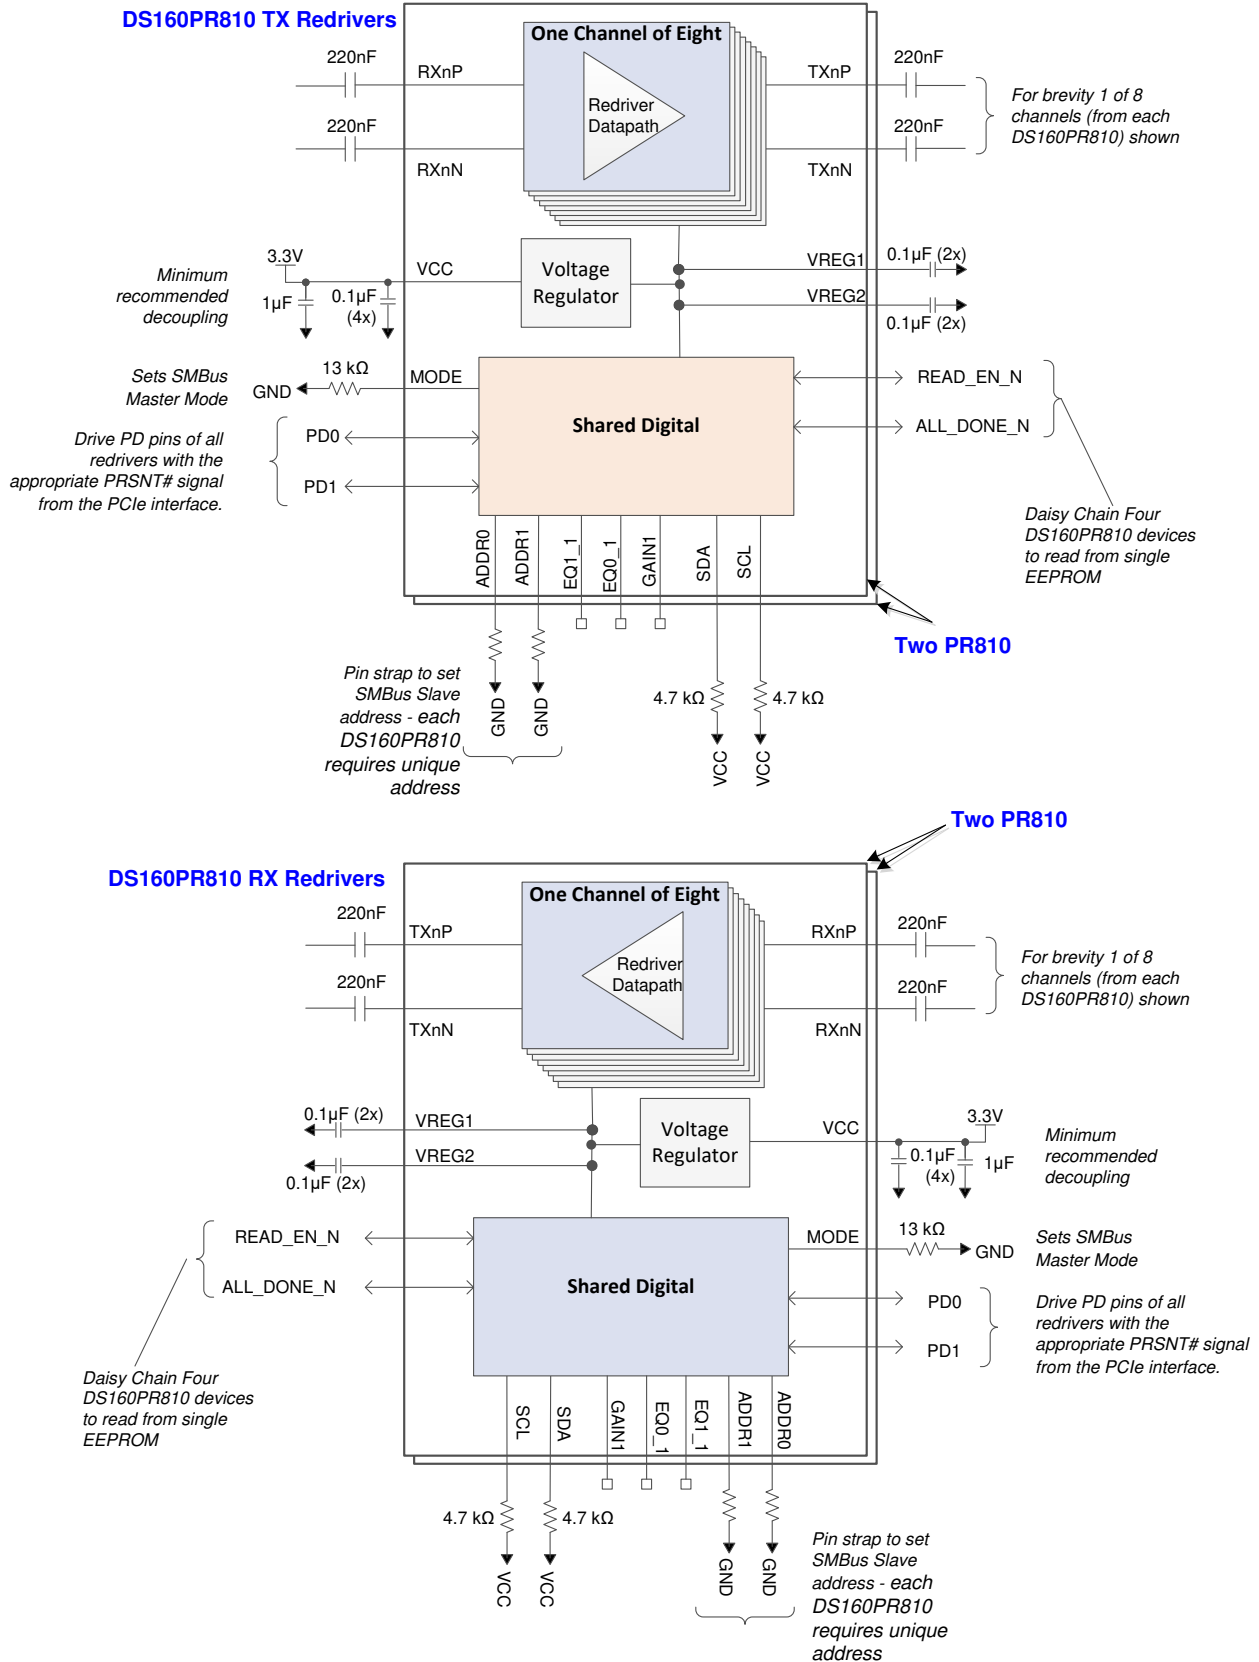 DS160PR810 TX Redrivers
One Channel of Eight
220nF
RXnP
TXnP
220nF
Redriver
Datapath
For brevity 1 of 8
channels (from each
DS160PR810) shown
220nF
RXnN
TXnN
220nF
3.3V
VCC
Voltage
Regulator
VREG1
0.1µF (2x)
Minimum
recommended
decoupling
1µF
0.1µF
(4x)
VREG2
0.1µF (2x)
Sets SMBus
Master Mode
GND
13 kΩ
MODE
READ_EN_N
Drive PD pins of all
redrivers with the
appropriate PRSNT# signal
from the PCIe interface.
PD0
PD1
Shared Digital
ALL_DONE_N
Daisy Chain Four
DS160PR810 devices
to read from single
EEPROM
ADDR0
ADDR1
EQ1_1
EQ0_1
GAIN1
SDA
SCL
Two PR810
Pin strap to set
SMBus Slave
address - each
DS160PR810
requires unique
address
GND
GND
4.7 kΩ
4.7 kΩ
VCC
VCC
Two PR810
DS160PR810 RX Redrivers
One Channel of Eight
220nF
TXnP
RXnP
220nF
Redriver
Datapath
For brevity 1 of 8
channels (from each
DS160PR810) shown
220nF
TXnN
RXnN
220nF
0.1µF (2x)
VREG1
Voltage
Regulator
VCC
3.3V
VREG2
0.1µF (2x)
0.1µF
(4x)
1µF
Minimum
recommended
decoupling
READ_EN_N
MODE
13 kΩ
GND
Sets SMBus
Master Mode
ALL_DONE_N
Shared Digital
PD0
PD1
Drive PD pins of all
redrivers with the
appropriate PRSNT# signal
from the PCIe interface.
Daisy Chain Four
DS160PR810 devices
to read from single
EEPROM
SCL
SDA
GAIN1
EQ0_1
EQ1_1
ADDR1
ADDR0
4.7 kΩ
4.7 kΩ
VCC
VCC
GND
GND
Pin strap to set
SMBus Slave
address - each
DS160PR810
requires unique
address